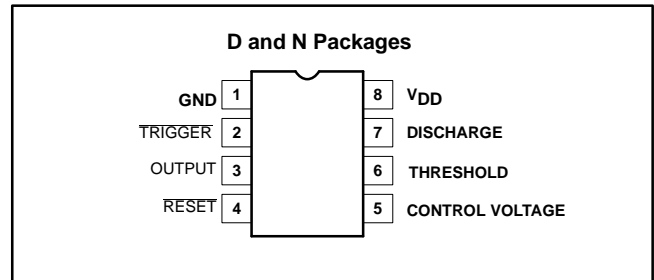 D and N Packages
GND 1 8 VDD
TRIGGER 2 7 DISCHARGE
OUTPUT 3 6 THRESHOLD
RESET 4 5 CONTROL VOLTAGE